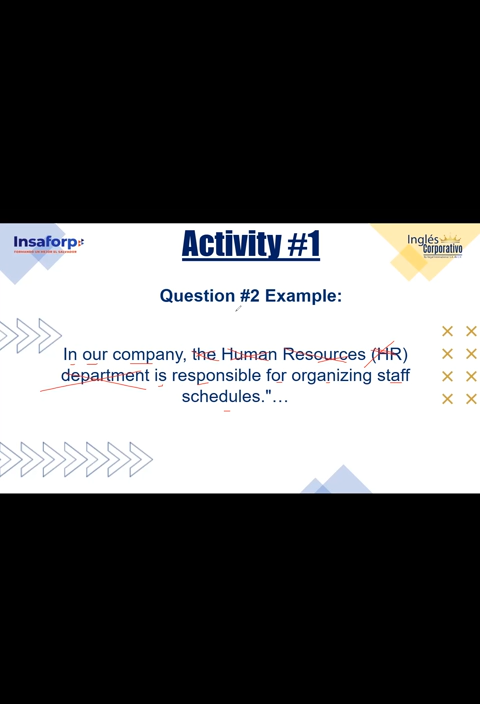 Insaforp
Activity #1
Inglés
Corporativo
Question #2 Example:
In our company, the Human Resources (HR)
department is responsible for organizing staff
schedules."...